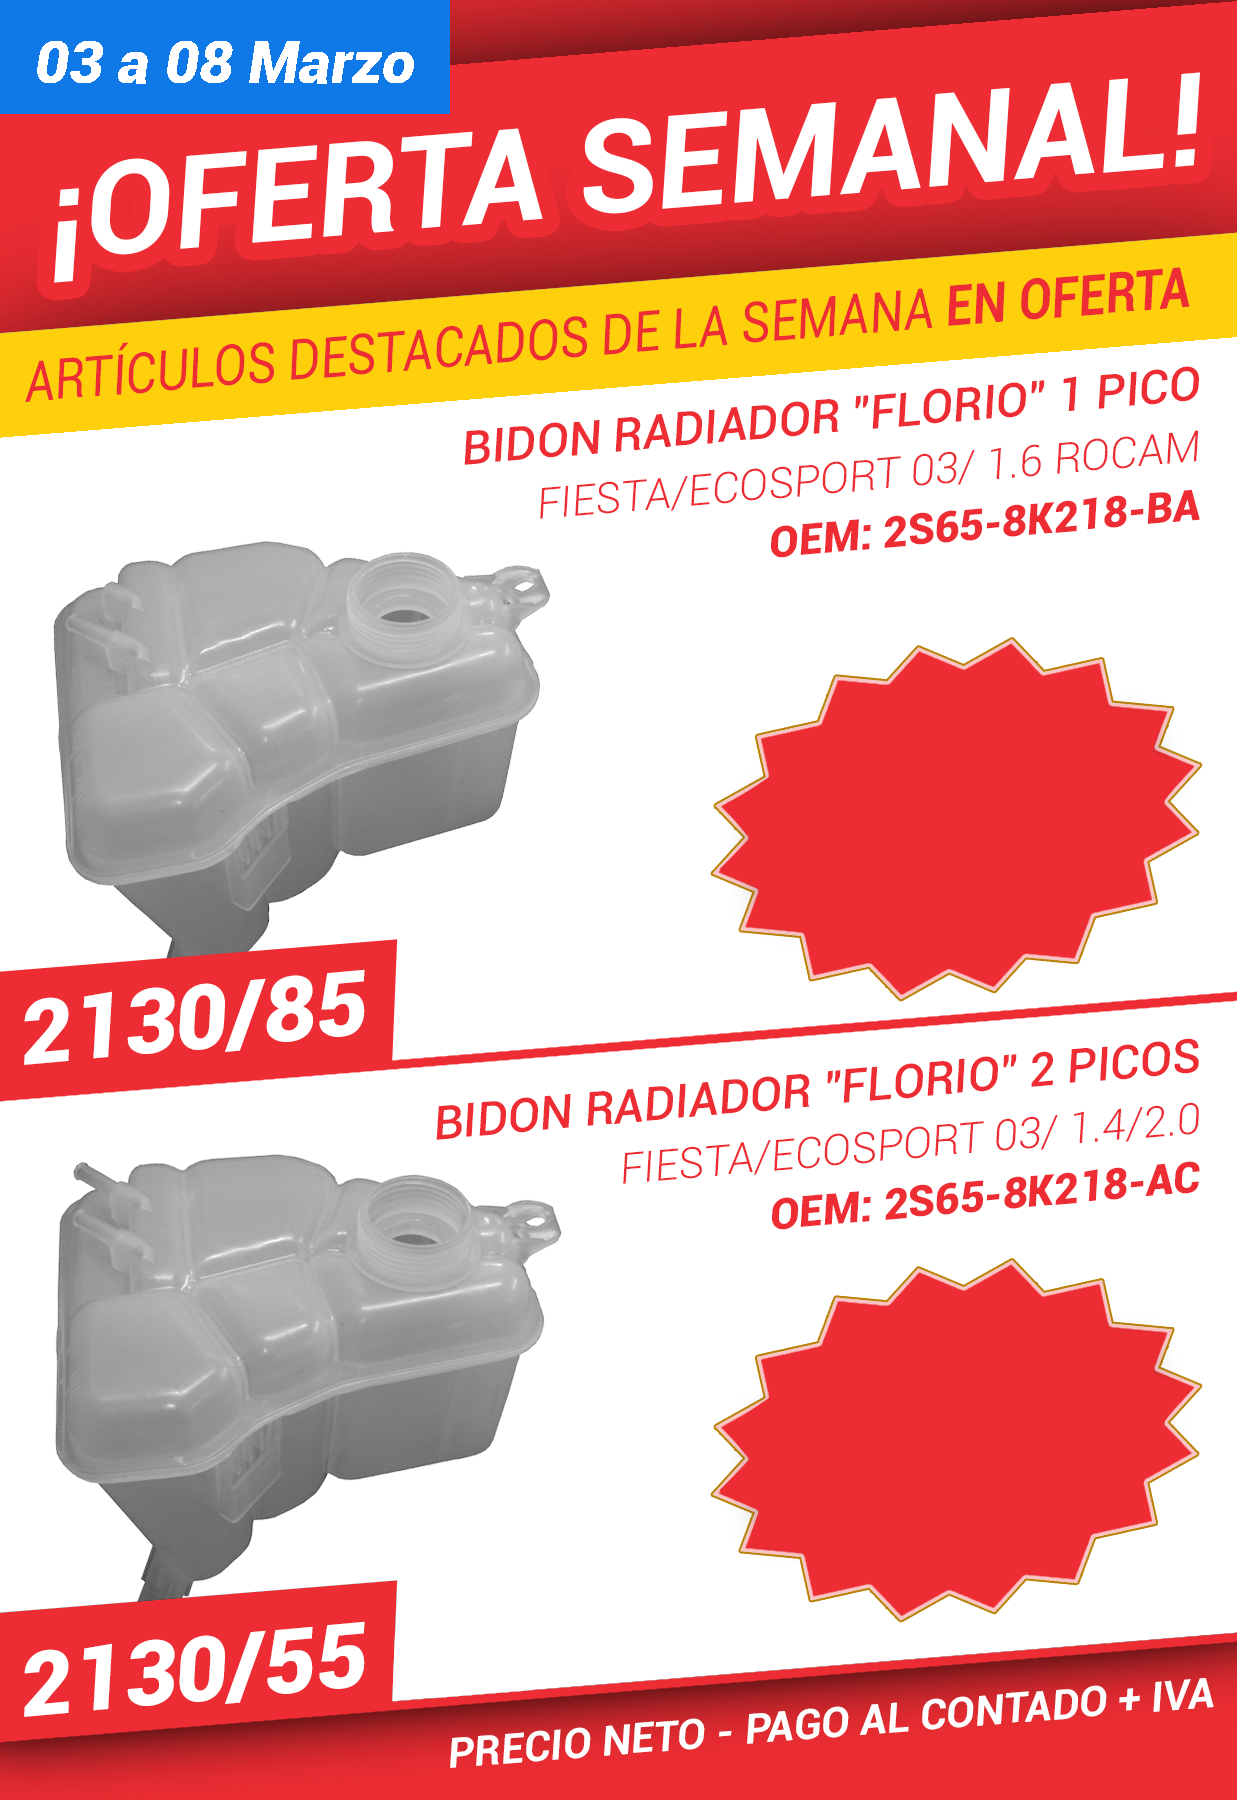 03 a 08 Marzo
¡OFERTA SEMANAL!
ARTÍCULOS DESTACADOS DE LA SEMANA EN OFERTA
BIDON RADIADOR "FLORIO" 1 PICO
FIESTA/ECOSPORT 03/ 1.6 ROCAM
OEM: 2S65-8K218-BA
2130/85
BIDON RADIADOR "FLORIO" 2 PICOS
FIESTA/ECOSPORT 03/ 1.4/2.0
OEM: 2S65-8K218-AC
2130/55
PRECIO NETO - PAGO AL CONTADO + IVA